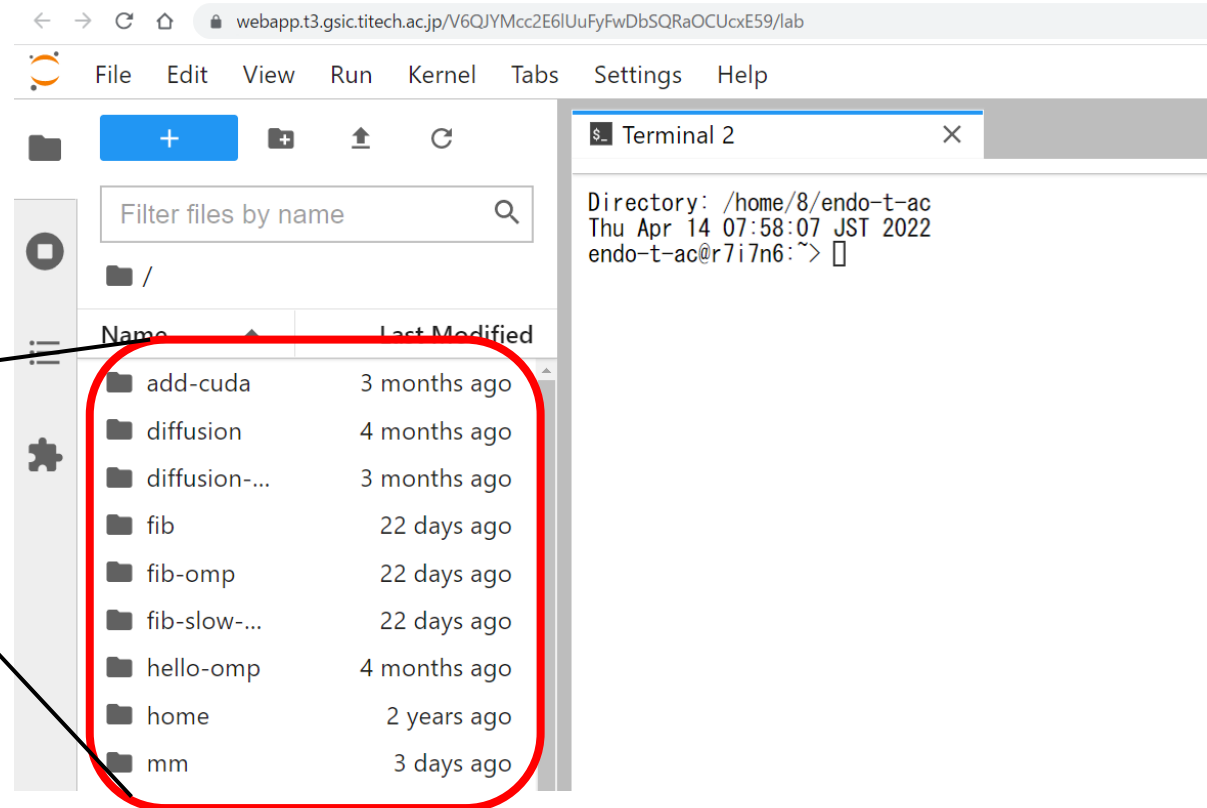 webapp.t3.gsic.titech.ac.jp/V6QJYMcc2E6lUuFyFwDbSQRaOCUcxE59/lab
File Edit View Run Kernel Tabs Settings Help
+
$_ Terminal 2
Filter files by name
/
Name Last Modified
add-cuda 3 months ago
diffusion 4 months ago
diffusion-... 3 months ago
fib 22 days ago
fib-omp 22 days ago
fib-slow-... 22 days ago
hello-omp 4 months ago
home 2 years ago
mm 3 days ago
Directory: /home/8/endo-t-ac
Thu Apr 14 07:58:07 JST 2022
endo-t-ac@r7i7n6:~>